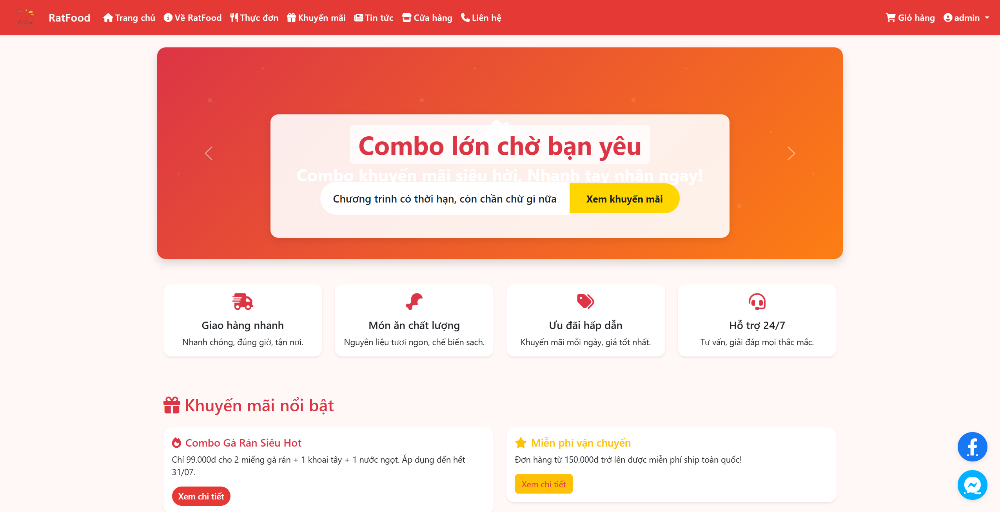 RatFood
RatFood Trang chủ Về RatFood Thực đơn Khuyến mãi Tin tức Cửa hàng Liên hệ Giỏ hàng admin
Combo lớn chờ bạn yêu
Combo khuyến mãi siêu hời, Nhanh tay nhận ngay!
Chương trình có thời hạn, còn chần chừ gì nữa Xem khuyến mãi
Giao hàng nhanh
Nhanh chóng, đúng giờ, tận nơi.
Món ăn chất lượng
Nguyên liệu tươi ngon, chế biến sạch.
Ưu đãi hấp dẫn
Khuyến mãi mỗi ngày, giá tốt nhất.
Hỗ trợ 24/7
Tư vấn, giải đáp mọi thắc mắc.
Khuyến mãi nổi bật
Combo Gà Rán Siêu Hot
Chỉ 99.000đ cho 2 miếng gà rán + 1 khoai tây + 1 nước ngọt. Áp dụng đến hết
31/07.
Xem chi tiết
Miễn phí vận chuyển
Đơn hàng từ 150.000đ trở lên được miễn phí ship toàn quốc!
Xem chi tiết